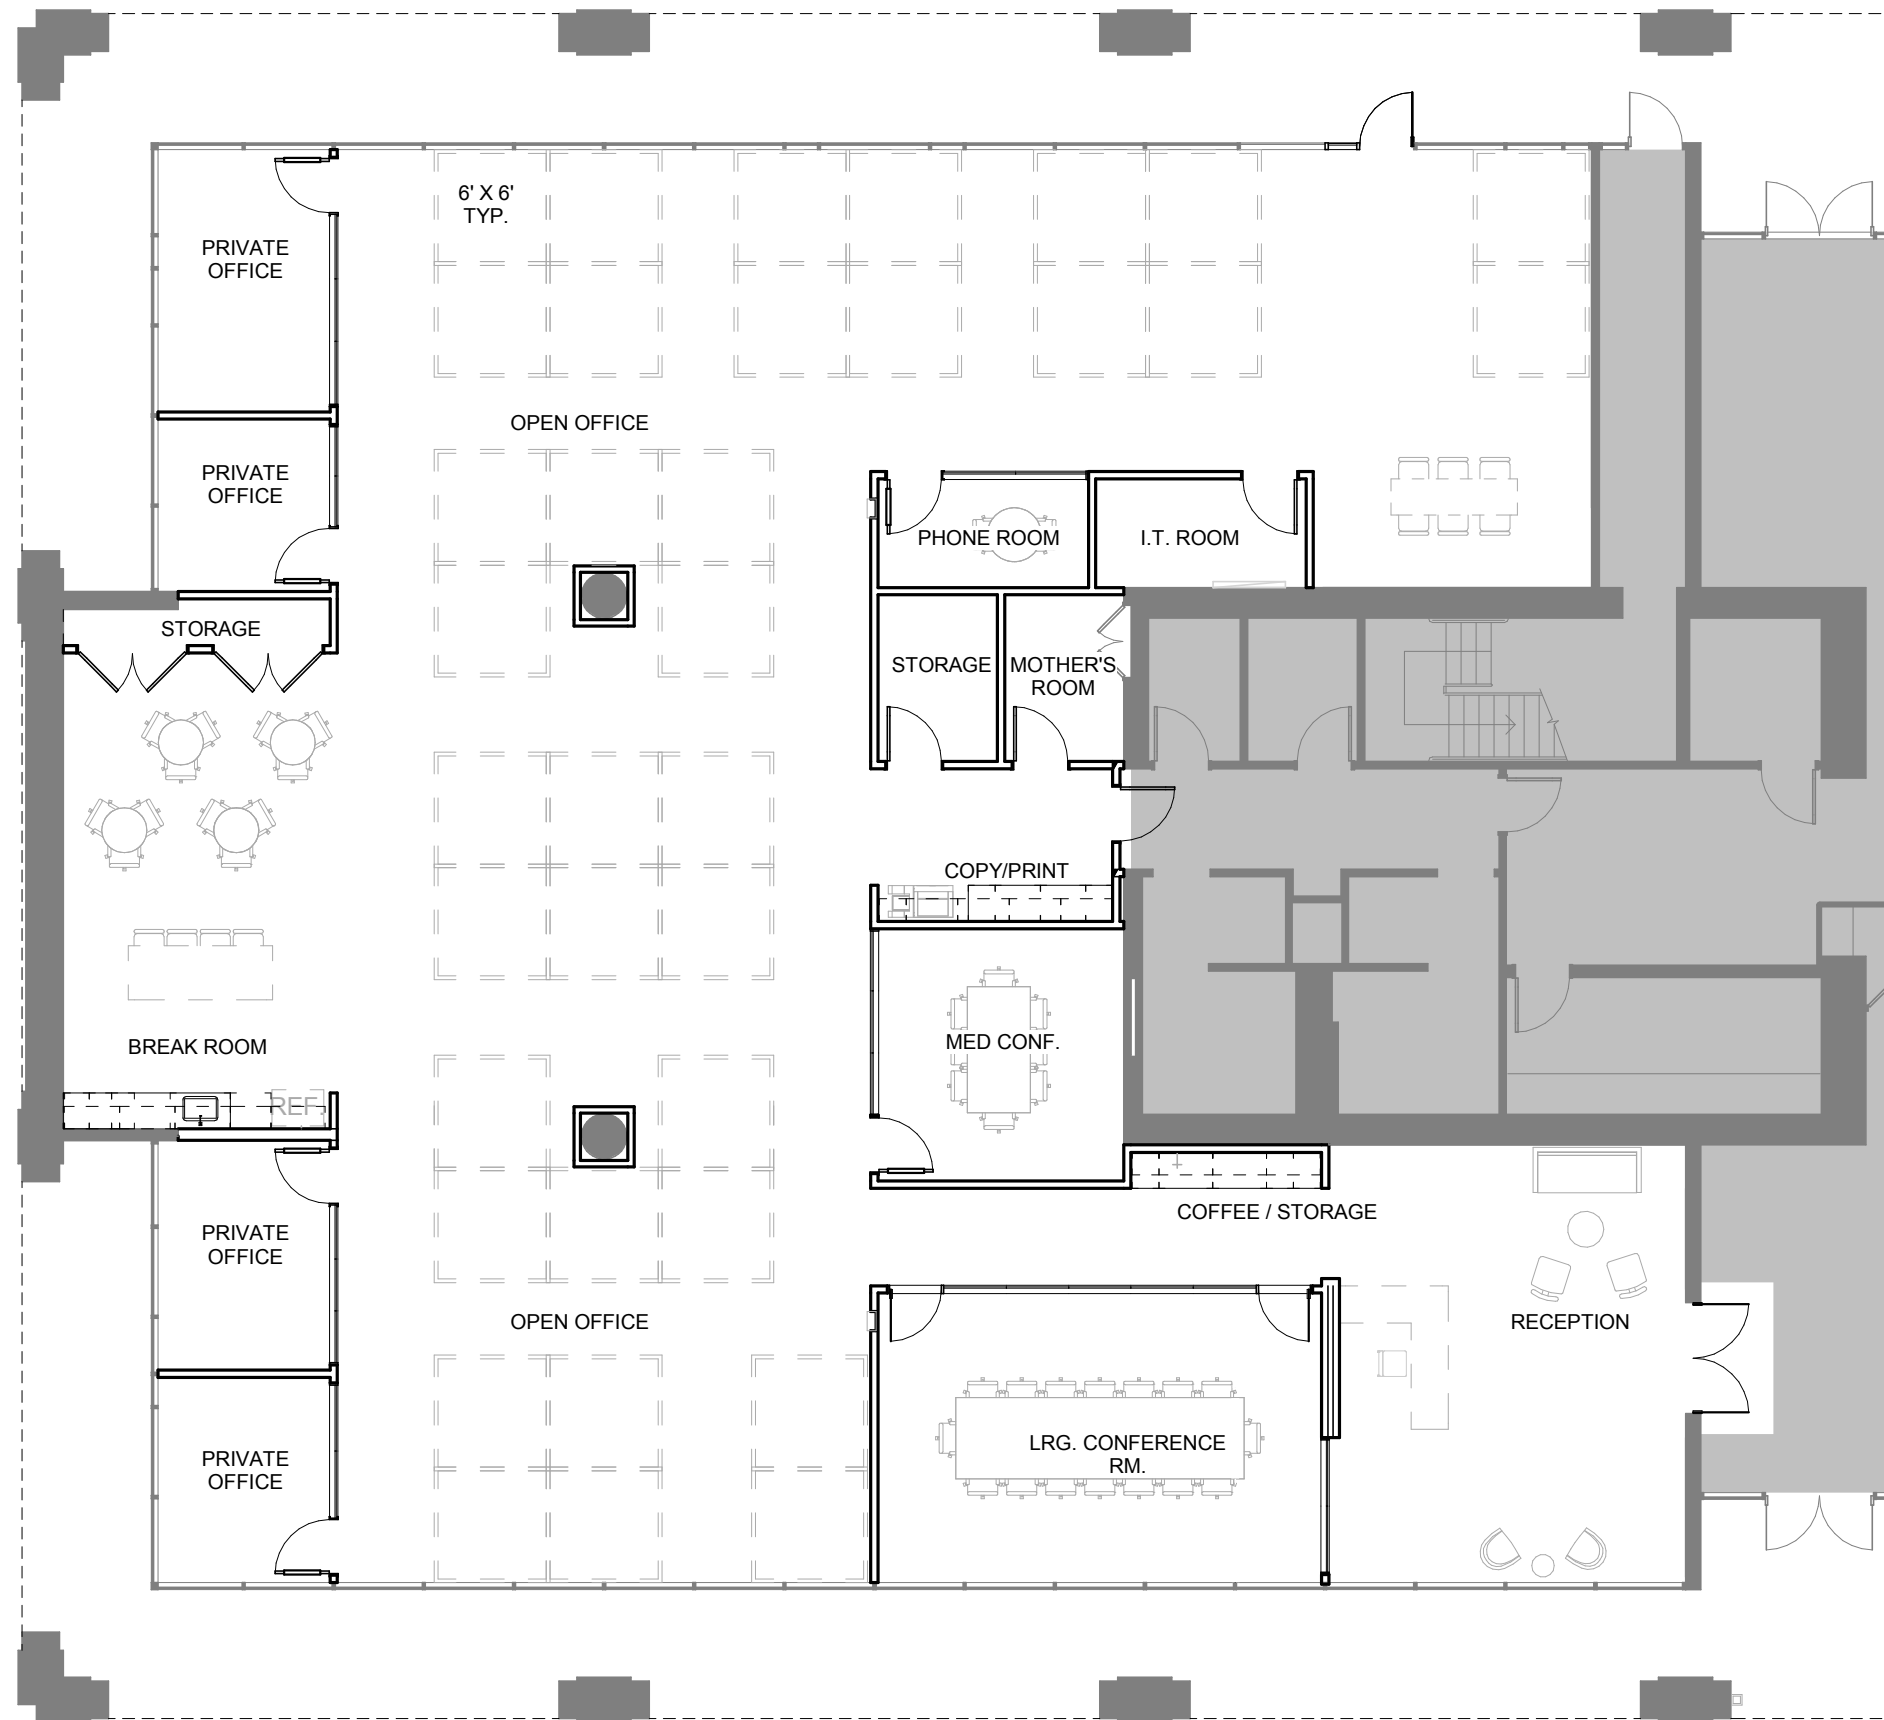 6' X 6'
TYP.
PRIVATE
OFFICE
OPEN OFFICE
PRIVATE
OFFICE
PHONE ROOM
I.T. ROOM
STORAGE
STORAGE
MOTHER'S
ROOM
COPY/PRINT
BREAK ROOM
MED CONF.
REF.
COFFEE / STORAGE
PRIVATE
OFFICE
OPEN OFFICE
RECEPTION
LRG. CONFERENCE
RM.
PRIVATE
OFFICE